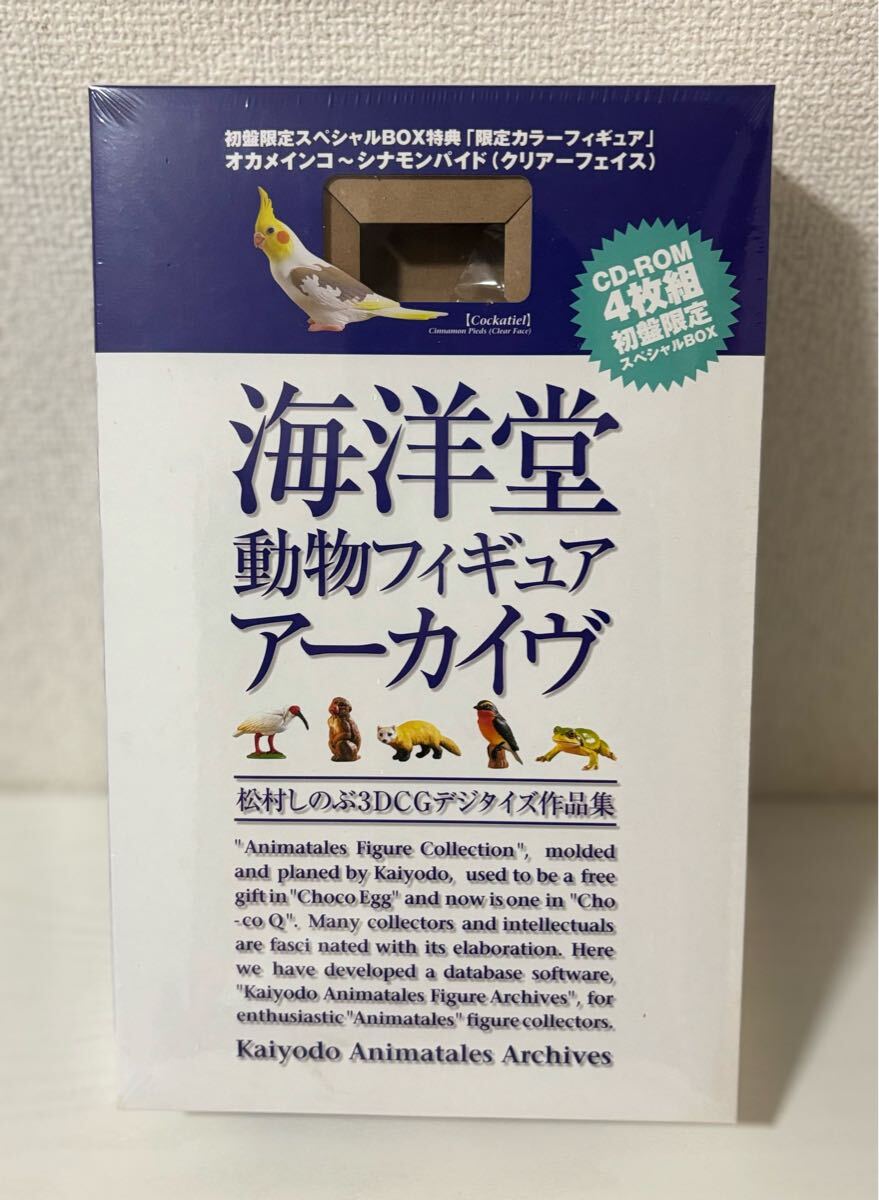 初盤限定スペシャルBOX特典「限定カラーフィギュア」
オカメインコ～シナモンパイド（クリアーフェイス）
【Cockatiel】
Cinnamon Pieds (Clear Face)
CD-ROM
4枚組
初盤限定
スペシャルBOX
海洋堂
動物フィギュア
アーカイヴ
松村しのぶ3DCGデジタイズ作品集
"Animatales Figure Collection", molded
and planed by Kaiyodo, used to be a free
gift in "Choco Egg" and now is one in "Cho
-co Q". Many collectors and intellectuals
are fasci nated with its elaboration. Here
we have developed a database software,
"Kaiyodo Animatales Figure Archives", for
enthusiastic "Animatales" figure collectors.
Kaiyodo Animatales Archives